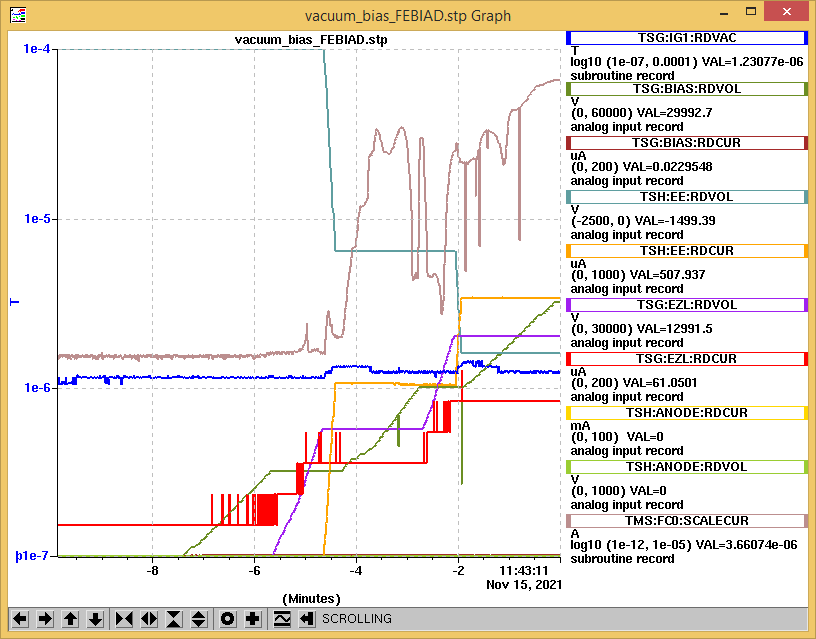 vacuum_bias_FEBIAD.stp Graph
vacuum_bias_FEBIAD.stp
1e-4
1e-5
T
1e-6
1e-7
-8
-6
-4
-2
11:43:11
Nov 15, 2021
(Minutes)
TSG:IG1:RDVAC
T
log10 (1e-07, 0.0001) VAL=1.23077e-06
subroutine record
TSG:BIAS:RDVOL
V
(0, 60000) VAL=29992.7
analog input record
TSG:BIAS:RDCUR
uA
(0, 200) VAL=0.0229548
analog input record
TSH:EE:RDVOL
V
(-2500, 0) VAL=-1499.39
analog input record
TSH:EE:RDCUR
uA
(0, 1000) VAL=507.937
analog input record
TSG:EZL:RDVOL
V
(0, 30000) VAL=12991.5
analog input record
TSG:EZL:RDCUR
uA
(0, 200) VAL=61.0501
analog input record
TSH:ANODE:RDCUR
mA
(0, 100) VAL=0
analog input record
TSH:ANODE:RDVOL
V
(0, 1000) VAL=0
analog input record
TMS:FC0:SCALECUR
A
log10 (1e-12, 1e-05) VAL=3.66074e-06
subroutine record
SCROLLING